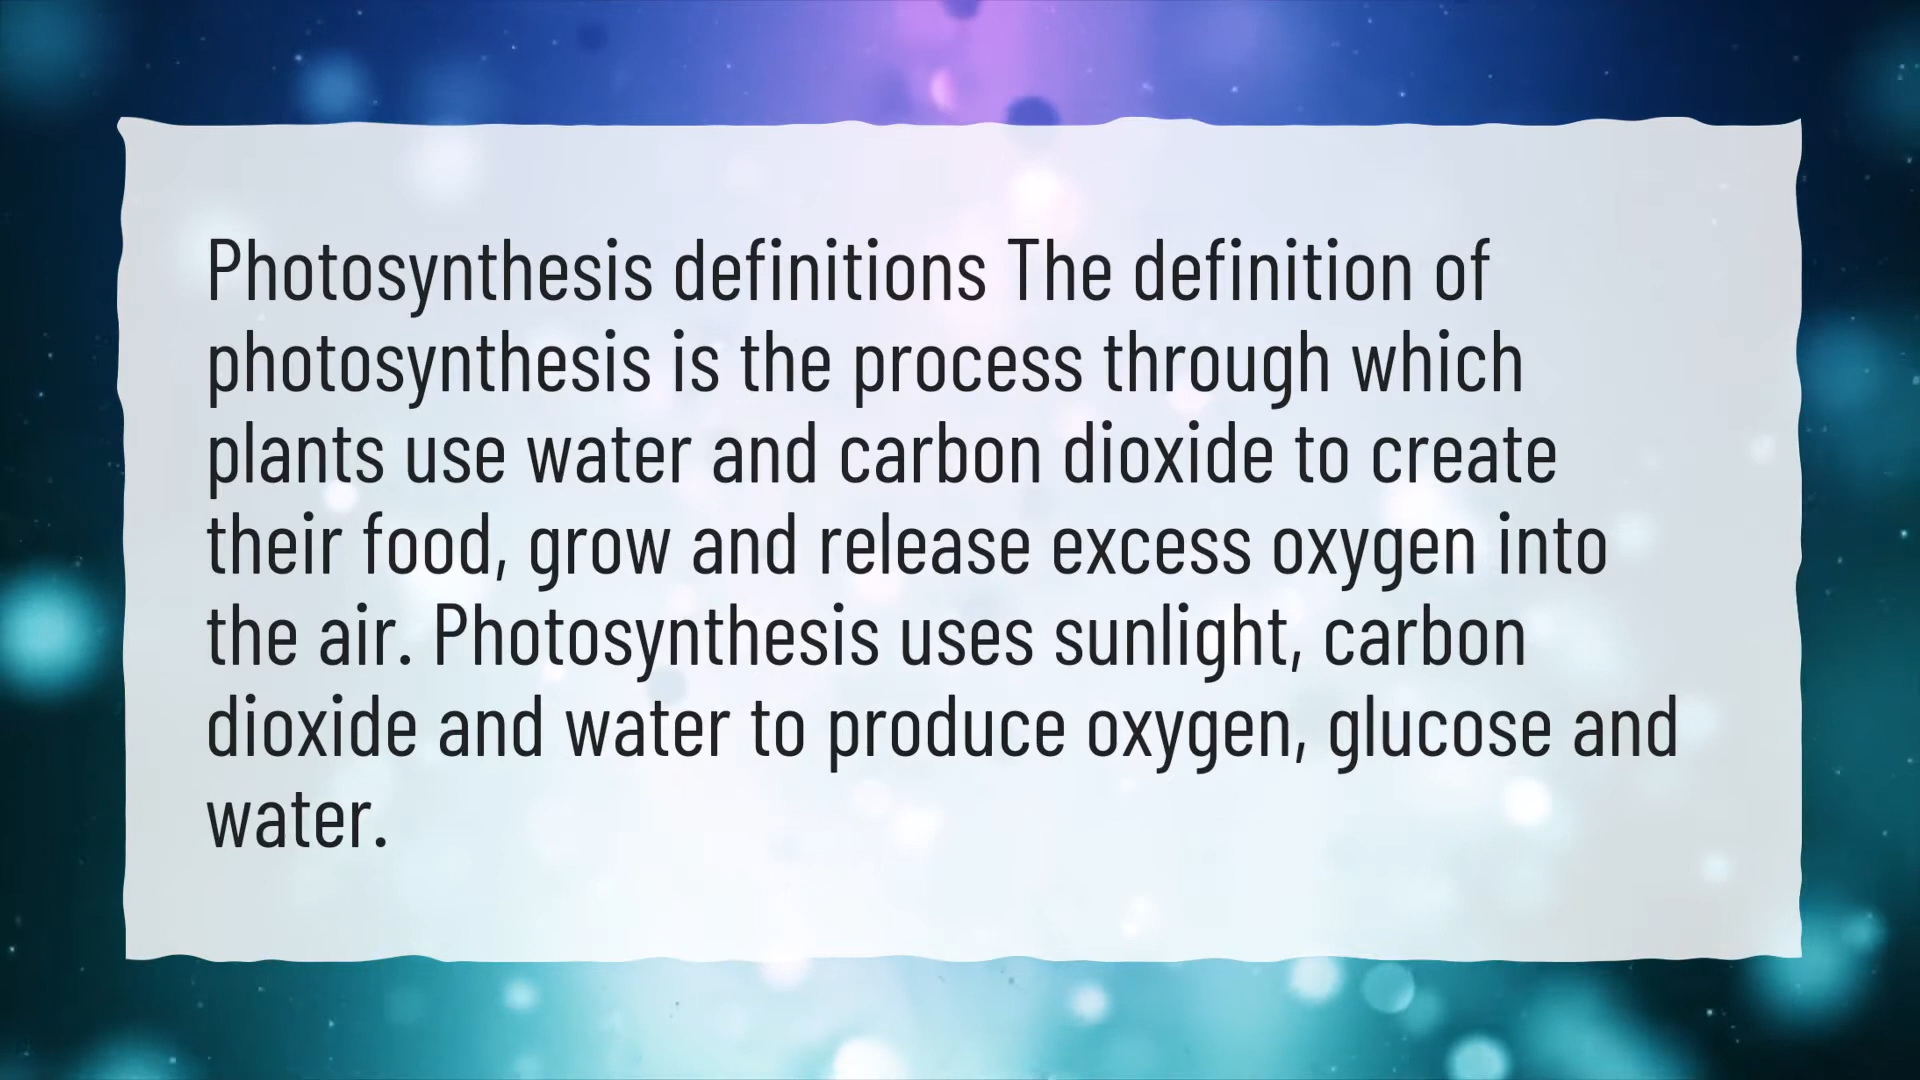 Photosynthesis definitions The definition of
photosynthesis is the process through which
plants use water and carbon dioxide to create
their food, grow and release excess oxygen into
the air. Photosynthesis uses sunlight, carbon
dioxide and water to produce oxygen, glucose and
water.